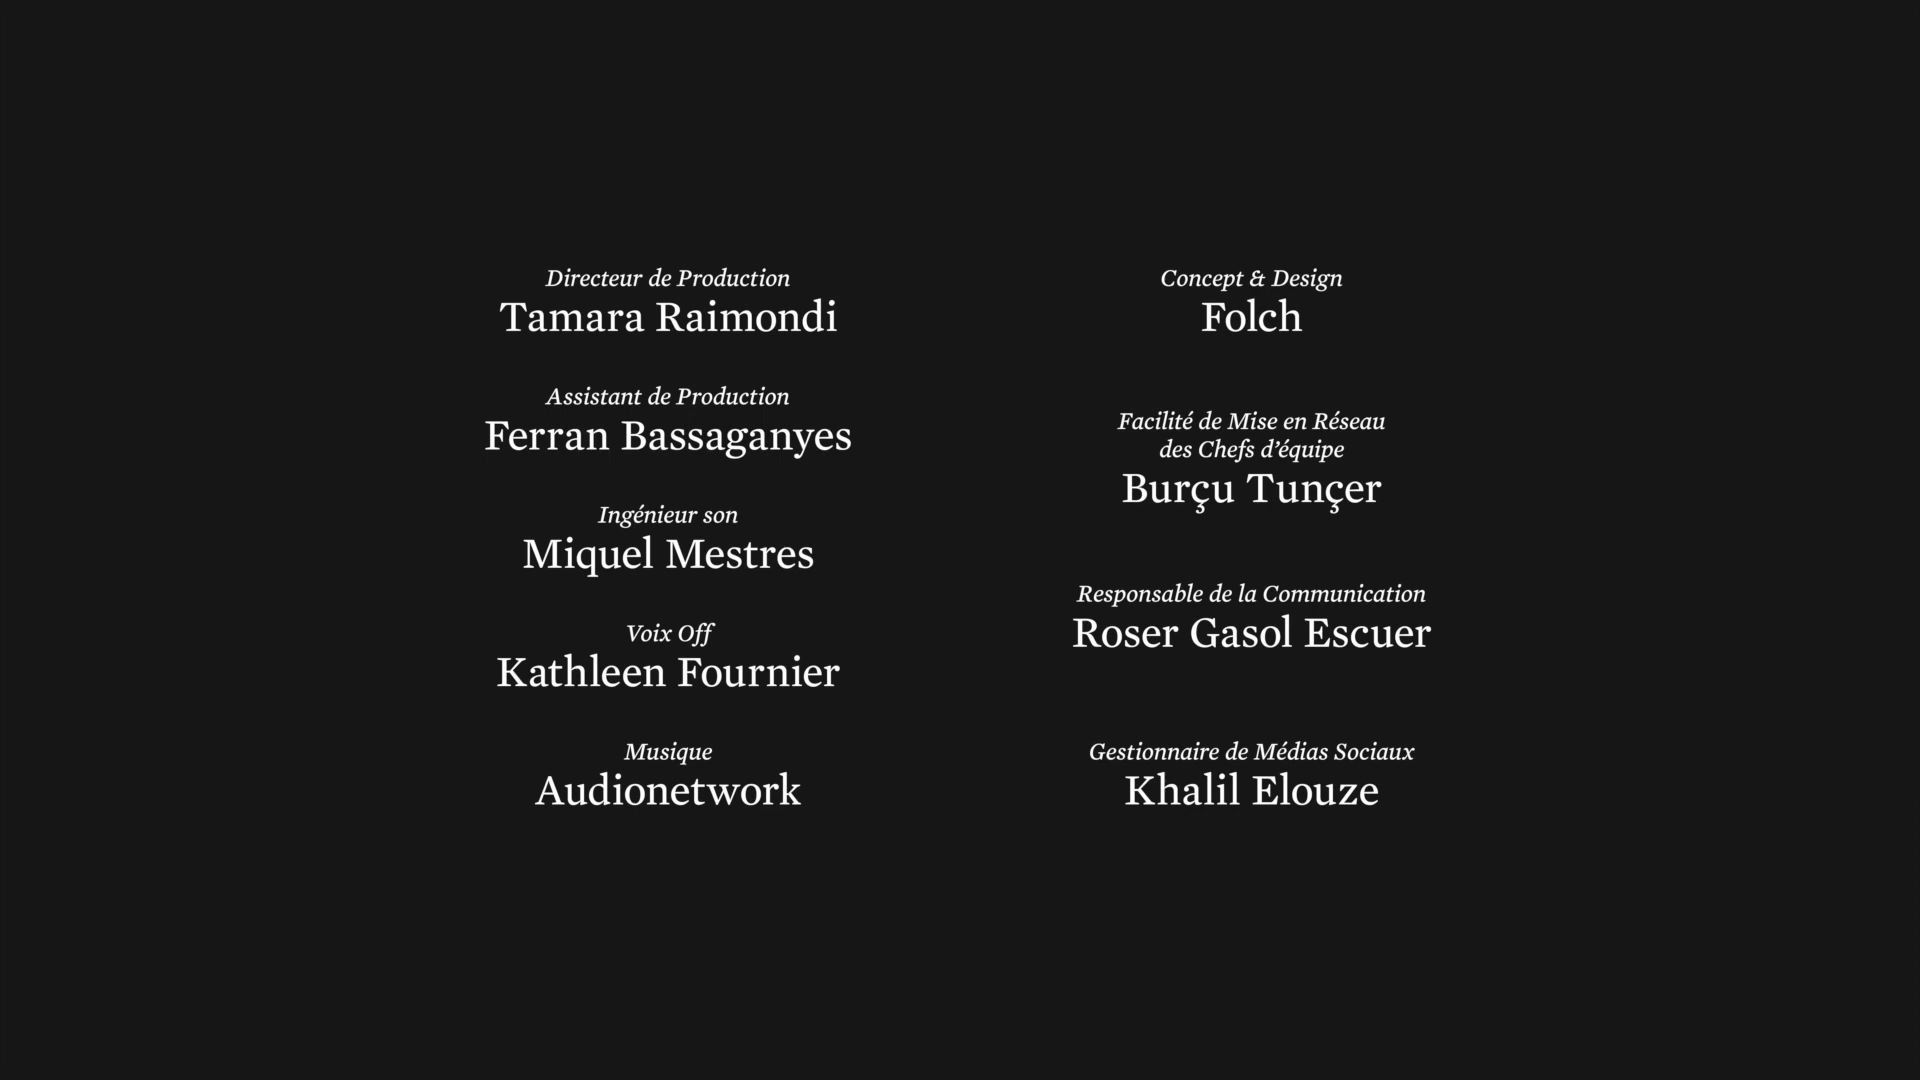 Directeur de Production
Tamara Raimondi
Assistant de Production
Ferran Bassaganyes
Ingénieur son
Miquel Mestres
Voix Off
Kathleen Fournier
Musique
Audionetwork
Concept & Design
Folch
Facilité de Mise en Réseau
des Chefs d’équipe
Burçu Tunçer
Responsable de la Communication
Roser Gasol Escuer
Gestionnaire de Médias Sociaux
Khalil Elouze